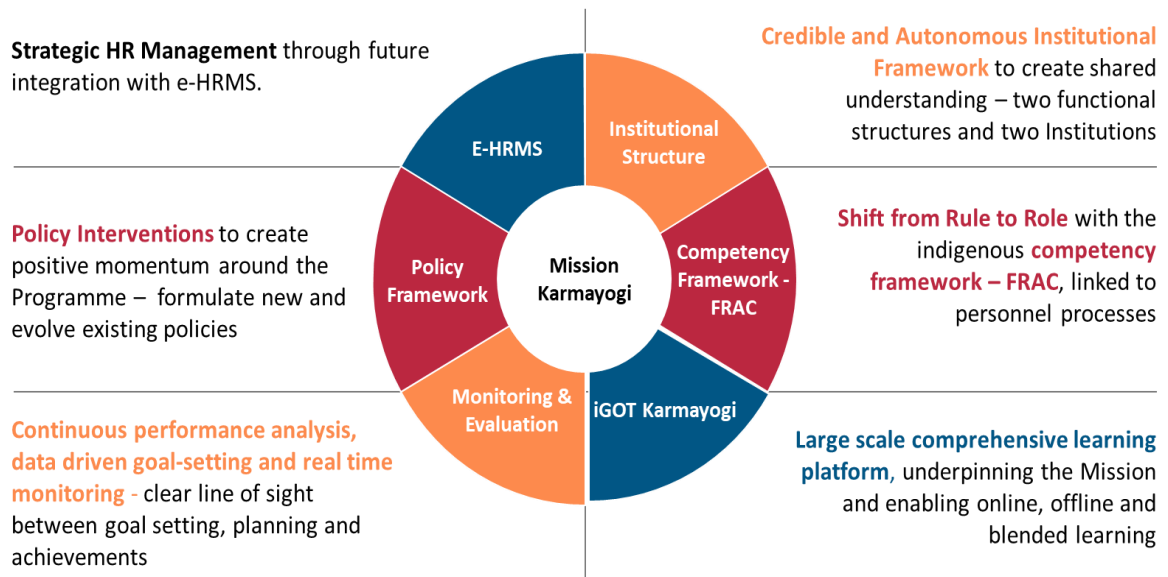 Strategic HR Management through future
integration with e-HRMS.
Credible and Autonomous Institutional
Framework to create shared
understanding – two functional
structures and two Institutions
E-HRMS
Institutional
Structure
Policy Interventions to create
positive momentum around the
Programme – formulate new and
evolve existing policies
Policy
Framework
Mission
Karmayogi
Competency
Framework -
FRAC
Shift from Rule to Role with the
indigenous competency
framework – FRAC, linked to
personnel processes
Monitoring &
Evaluation
iGOT Karmayogi
Continuous performance analysis,
data driven goal-setting and real time
monitoring - clear line of sight
between goal setting, planning and
achievements
Large scale comprehensive learning
platform, underpinning the Mission
and enabling online, offline and
blended learning